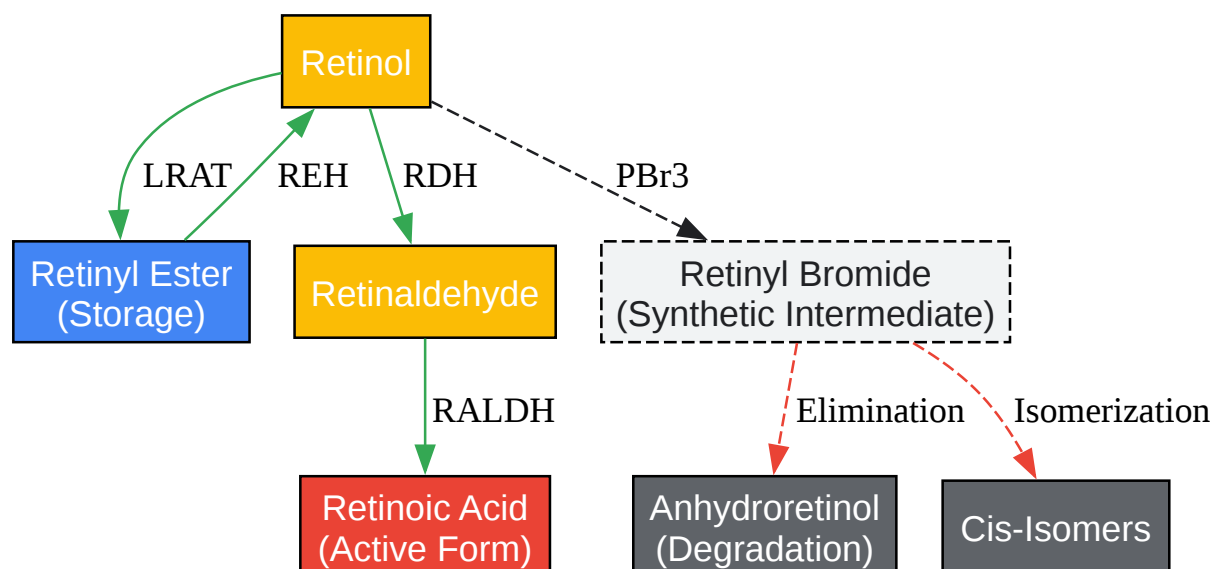 Retinol
LRAT
REH
RDH
PBr3
Retinyl Ester
(Storage)
Retinaldehyde
Retinyl Bromide
(Synthetic Intermediate)
RALDH
Elimination
Isomerization
Retinoic Acid
(Active Form)
Anhydroretinol
(Degradation)
Cis-Isomers